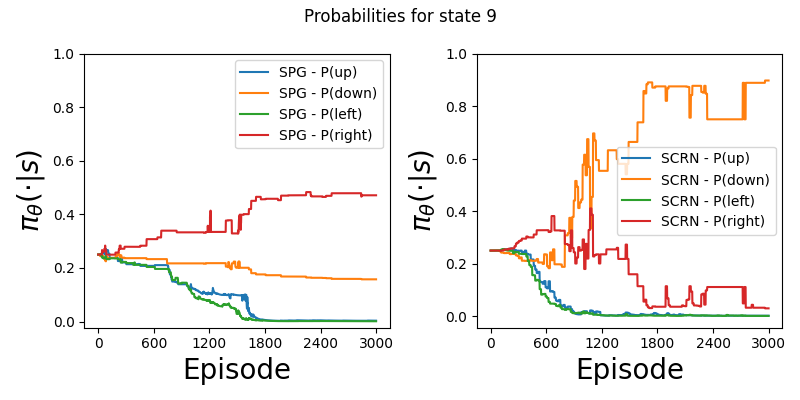 Probabilities for state 9
1.0
0.8
0.6
0.4
0.2
0.0
π_θ(·|s)
SPG - P(up)
SPG - P(down)
SPG - P(left)
SPG - P(right)
0 600 1200 1800 2400 3000
Episode
1.0
0.8
0.6
0.4
0.2
0.0
π_θ(·|s)
SCRN - P(up)
SCRN - P(down)
SCRN - P(left)
SCRN - P(right)
0 600 1200 1800 2400 3000
Episode